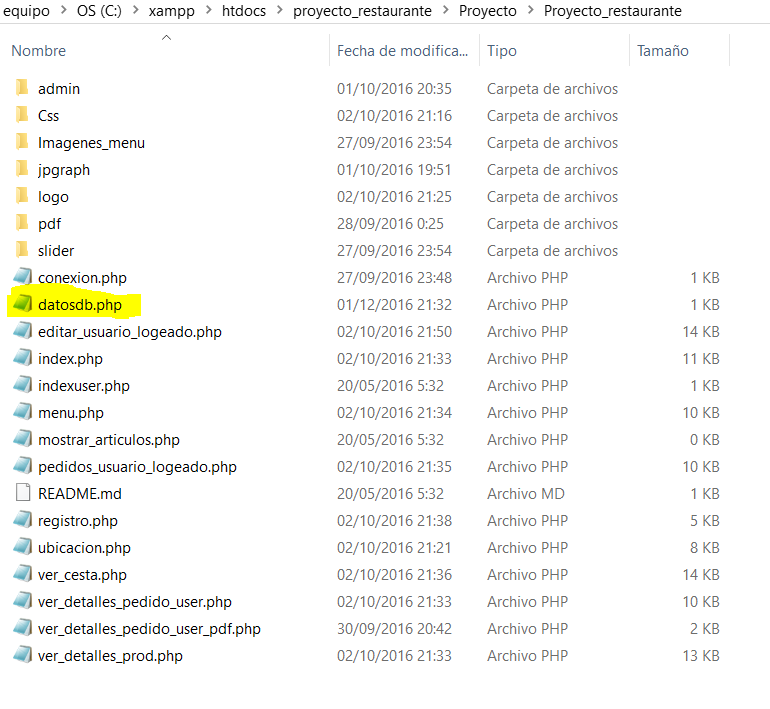 equipo > OS (C:) > xampp > htdocs > proyecto_restaurante > Proyecto > Proyecto_restaurante
Nombre Fecha de modifica... Tipo Tamaño
admin 01/10/2016 20:35 Carpeta de archivos
Css 02/10/2016 21:16 Carpeta de archivos
Imagenes_menu 27/09/2016 23:54 Carpeta de archivos
jpgraph 01/10/2016 19:51 Carpeta de archivos
logo 02/10/2016 21:25 Carpeta de archivos
pdf 28/09/2016 0:25 Carpeta de archivos
slider 27/09/2016 23:54 Carpeta de archivos
conexion.php 27/09/2016 23:48 Archivo PHP 1 KB
datosdb.php 01/12/2016 21:32 Archivo PHP 1 KB
editar_usuario_logeado.php 02/10/2016 21:50 Archivo PHP 14 KB
index.php 02/10/2016 21:33 Archivo PHP 11 KB
indexuser.php 20/05/2016 5:32 Archivo PHP 1 KB
menu.php 02/10/2016 21:34 Archivo PHP 10 KB
mostrar_articulos.php 20/05/2016 5:32 Archivo PHP 0 KB
pedidos_usuario_logeado.php 02/10/2016 21:35 Archivo PHP 10 KB
README.md 20/05/2016 5:32 Archivo MD 1 KB
registro.php 02/10/2016 21:38 Archivo PHP 5 KB
ubicacion.php 02/10/2016 21:21 Archivo PHP 8 KB
ver_cesta.php 02/10/2016 21:36 Archivo PHP 14 KB
ver_detalles_pedido_user.php 02/10/2016 21:33 Archivo PHP 10 KB
ver_detalles_pedido_user_pdf.php 30/09/2016 20:42 Archivo PHP 2 KB
ver_detalles_prod.php 02/10/2016 21:33 Archivo PHP 13 KB